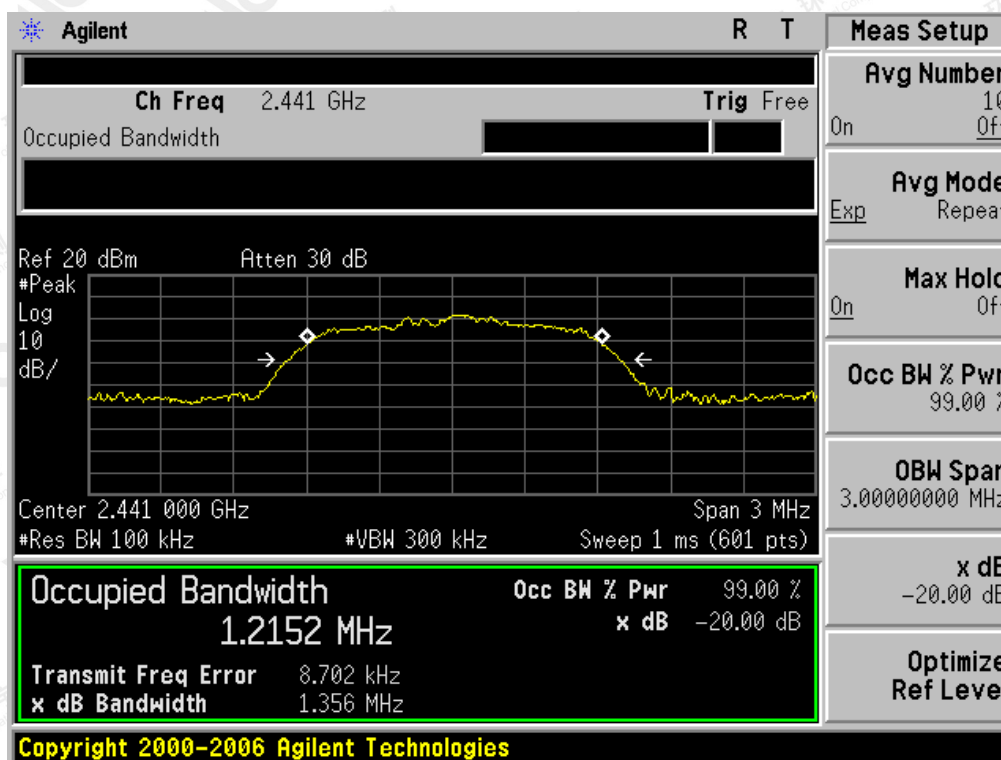 Agilent R T
Ch Freq 2.441 GHz Trig Free
Occupied Bandwidth
Ref 20 dBm Atten 30 dB
#Peak
Log
10
dB/
Center 2.441 000 GHz Span 3 MHz
#Res BW 100 kHz #VBW 300 kHz Sweep 1 ms (601 pts)
Occupied Bandwidth Occ BW % Pwr 99.00 %
1.2152 MHz x dB -20.00 dB
Transmit Freq Error 8.702 kHz
x dB Bandwidth 1.356 MHz
Copyright 2000-2006 Agilent Technologies
Meas Setup
Avg Number
10
On Off
Avg Mode
Exp Repeat
Max Hold
On Off
Occ BW % Pwr
99.00 %
OBW Span
3.00000000 MHz
x dB
-20.00 dB
Optimize
Ref Level